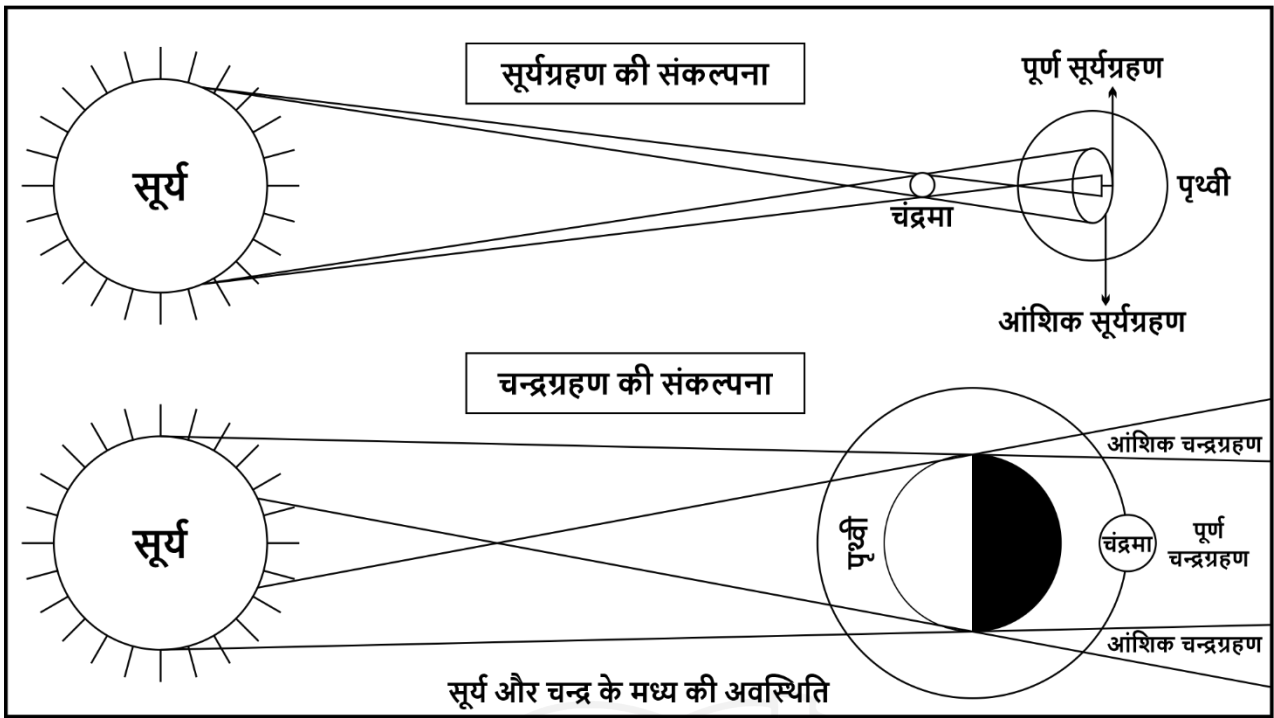 सूर्यग्रहण की संकल्पना
पूर्ण सूर्यग्रहण
सूर्य
पृथ्वी
चंद्रमा
आंशिक सूर्यग्रहण
चन्द्रग्रहण की संकल्पना
आंशिक चन्द्रग्रहण
सूर्य
पृथ्वी
चंद्रमा
पूर्ण
चन्द्रग्रहण
आंशिक चन्द्रग्रहण
सूर्य और चन्द्र के मध्य की अवस्थिति